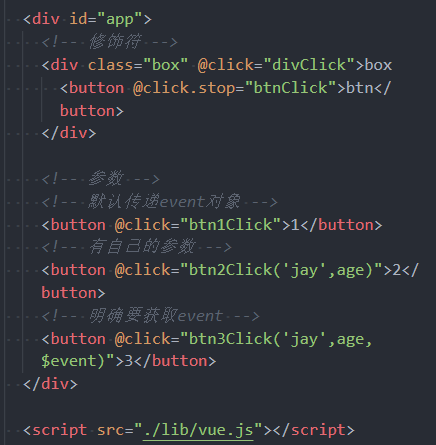 <div id="app">
<!-- 修饰符 -->
<div class="box" @click="divClick">box
<button @click.stop="btnClick">btn</
button>
</div>
<!-- 参数 -->
<!-- 默认传递event对象 -->
<button @click="btn1Click">1</button>
<!-- 有自己的参数 -->
<button @click="btn2Click('jay',age)">2</
button>
<!-- 明确要获取event -->
<button @click="btn3Click('jay',age,
$event)">3</button>
</div>
<script src="./lib/vue.js"></script>